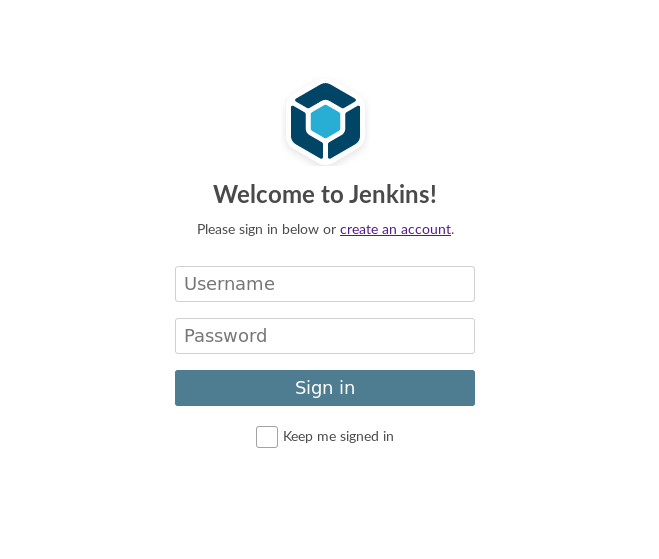 Welcome to Jenkins!
Please sign in below or create an account.
Username
Password
Sign in
Keep me signed in